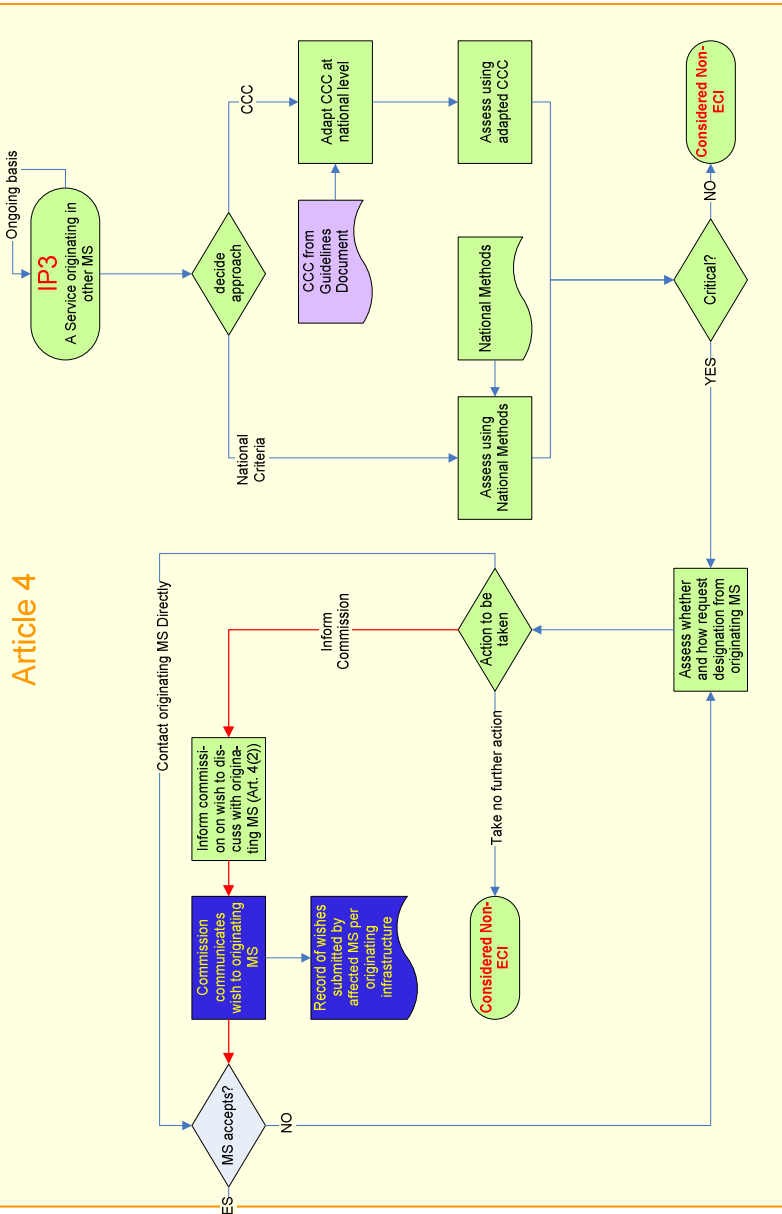 Article 4
Ongoing basis
IP3
A Service originating in
other MS
decide
approach
CCC
Adapt CCC at
national level
CCC from
Guidelines
Document
Assess using
adapted CCC
National
Criteria
National Methods
Assess using
National Methods
Critical?
NO
Considered Non-
ECI
YES
Assess whether
and how request
designation from
originating MS
Action to be
taken
Contact originating MS Directly
Inform
Commission
Take no further action
Considered Non-
ECI
Inform commissi-
on on wish to dis-
cuss with origina-
ting MS (Art. 4(2))
Commission
communicates
wish to originating
MS
Record of wishes
submitted by
affected MS per
originating
infrastructure
MS accepts?
NO
ES